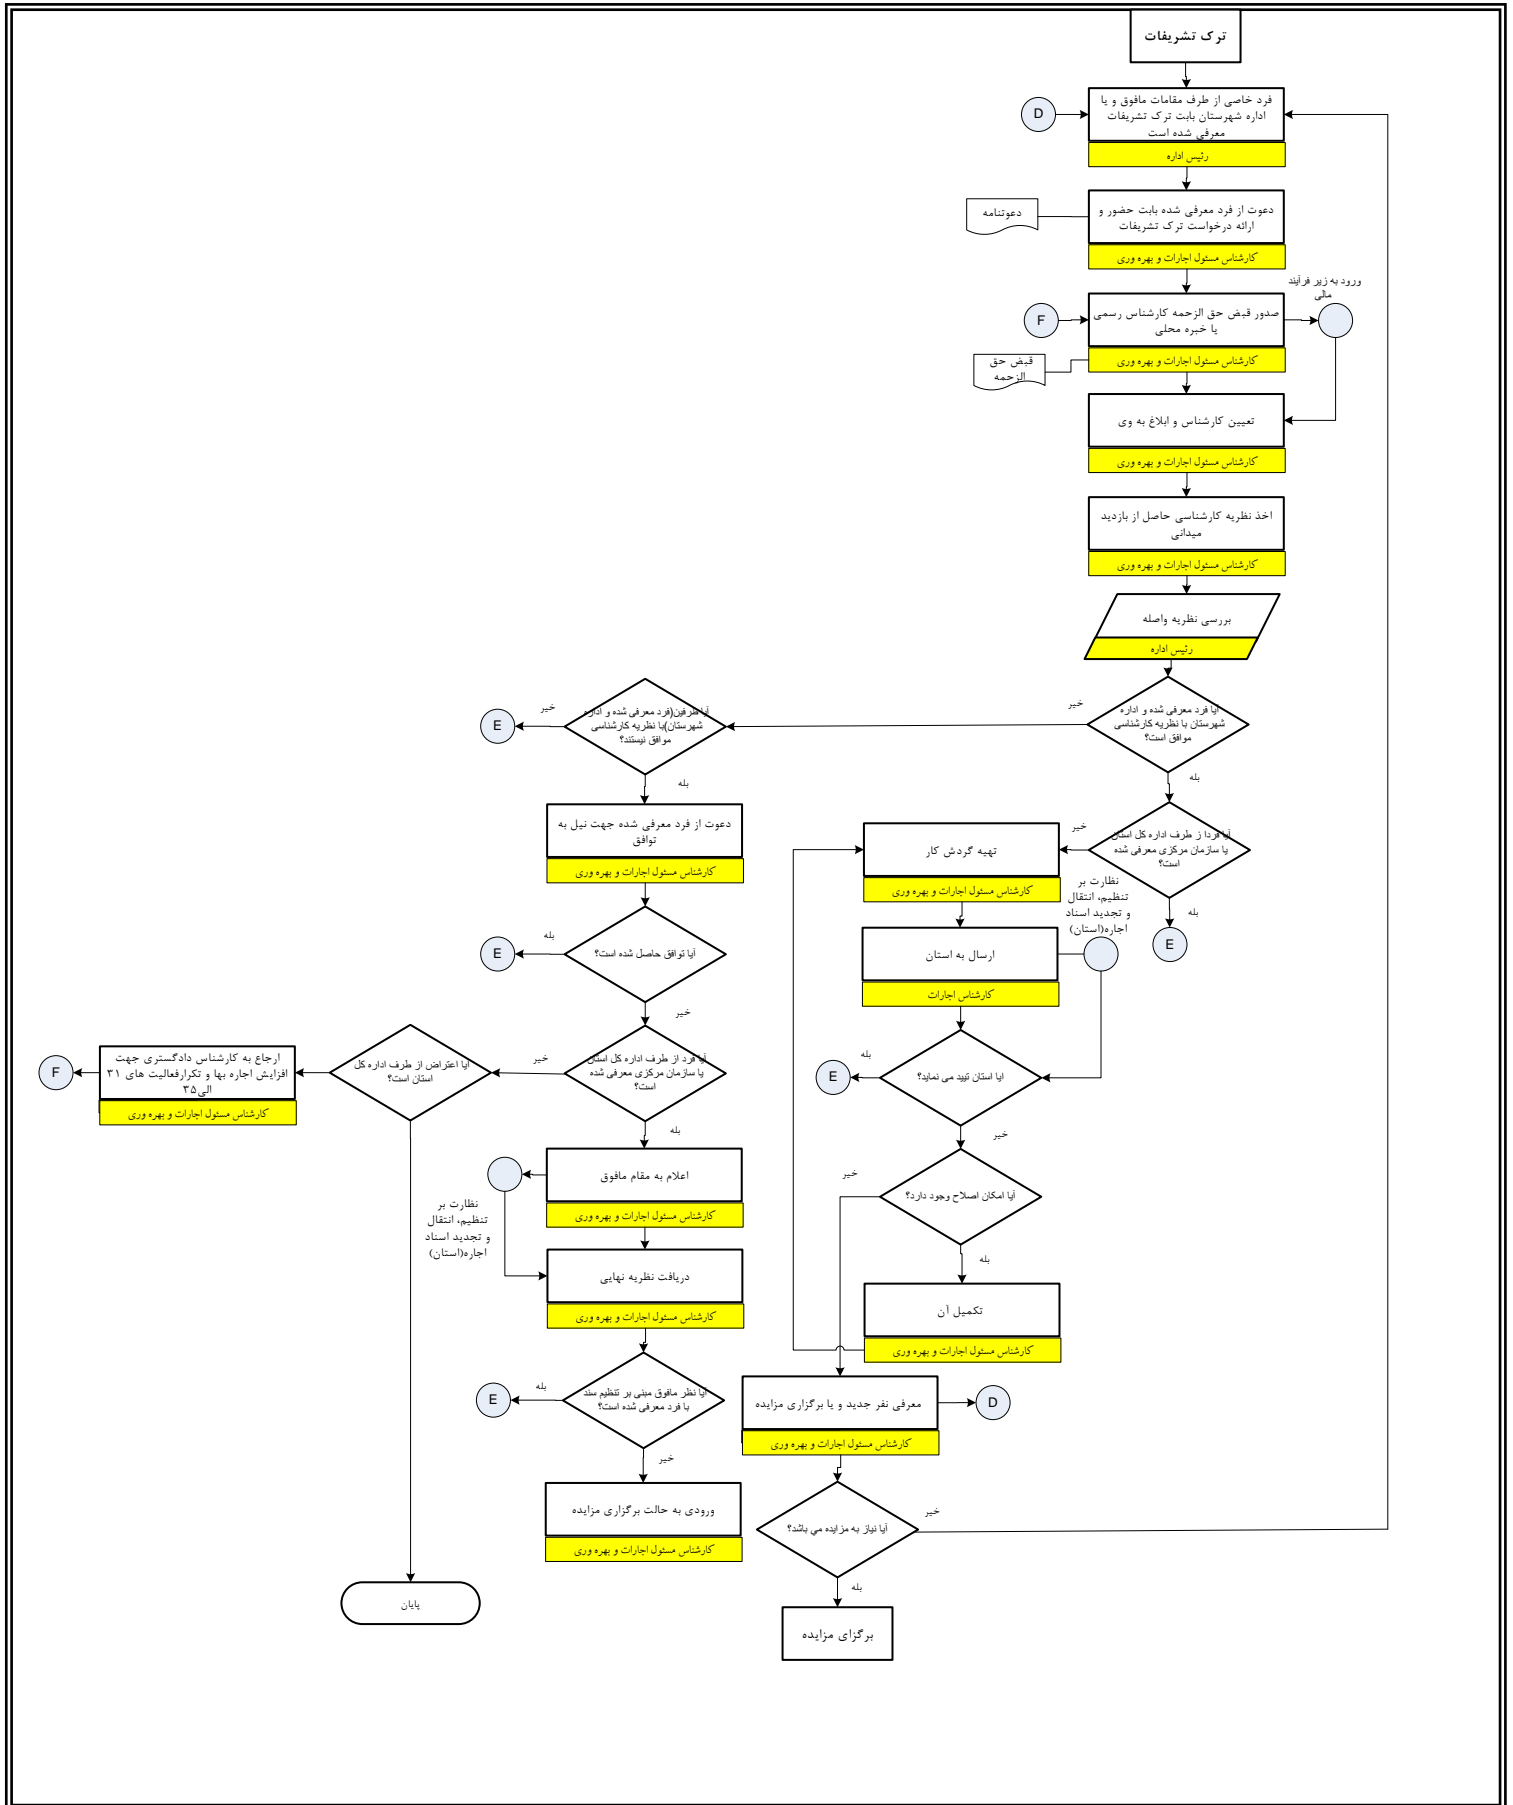 ترک تشریفات
فرد خاصی از طرف مقامات مافوق و یا
اداره شهرستان بابت ترک تشریفات
معرفی شده است
D
رئیس اداره
دعوت از فرد معرفی شده بابت حضور و
ارائه درخواست ترک تشریفات
دعوتنامه
کارشناس مسئول اجارات و بهره وری
ورود به زیر فرآیند
مالی
صدور قبض حق الزحمه کارشناس رسمی
یا خبره محلی
F
کارشناس مسئول اجارات و بهره وری
قبض حق
الزحمه
تعیین کارشناس و ابلاغ به وی
کارشناس مسئول اجارات و بهره وری
اخذ نظریه کارشناسی حاصل از بازدید
میدانی
کارشناس مسئول اجارات و بهره وری
بررسی نظریه واصله
رئیس اداره
آیا فرد معرفی شده و اداره
شهرستان با نظریه کارشناسی
موافق است؟
خیر
بله
آیا طرفین(فرد معرفی شده و اداره
شهرستان)با نظریه کارشناسی
موافق نیستند؟
خیر
E
بله
آیا فردا ز طرف اداره کل استان
یا سازمان مرکزی معرفی شده
است؟
خیر
بله
E
تهیه گردش کار
کارشناس مسئول اجارات و بهره وری
نظارت بر
تنظیم، انتقال
و تجدید اسناد
اجاره(استان)
ارسال به استان
کارشناس اجارات
ایا استان تیید می نماید؟
بله
E
خیر
آیا امکان اصلاح وجود دارد؟
خیر
بله
تکمیل آن
کارشناس مسئول اجارات و بهره وری
معرفی نفر جدید و یا برگزاری مزایده
D
کارشناس مسئول اجارات و بهره وری
آیا نیاز به مزایده می باشد؟
خیر
بله
برگزای مزایده
دعوت از فرد معرفی شده جهت نیل به
توافق
کارشناس مسئول اجارات و بهره وری
آیا توافق حاصل شده است؟
بله
E
خیر
آیا فرد از طرف اداره کل استان
یا سازمان مرکزی معرفی شده
است؟
خیر
بله
ایا اعتراض از طرف اداره کل
استان است؟
ارجاع به کارشناس دادگستری جهت
افزایش اجاره بها و تکرارفعالیت های ۳۱
الی۳۵
F
کارشناس مسئول اجارات و بهره وری
اعلام به مقام مافوق
کارشناس مسئول اجارات و بهره وری
نظارت بر
تنظیم، انتقال
و تجدید اسناد
اجاره(استان)
دریافت نظریه نهایی
کارشناس مسئول اجارات و بهره وری
آیا نظر مافوق مبنی بر تنظیم سند
با فرد معرفی شده است؟
بله
E
خیر
ورودی به حالت برگزاری مزایده
کارشناس مسئول اجارات و بهره وری
پایان